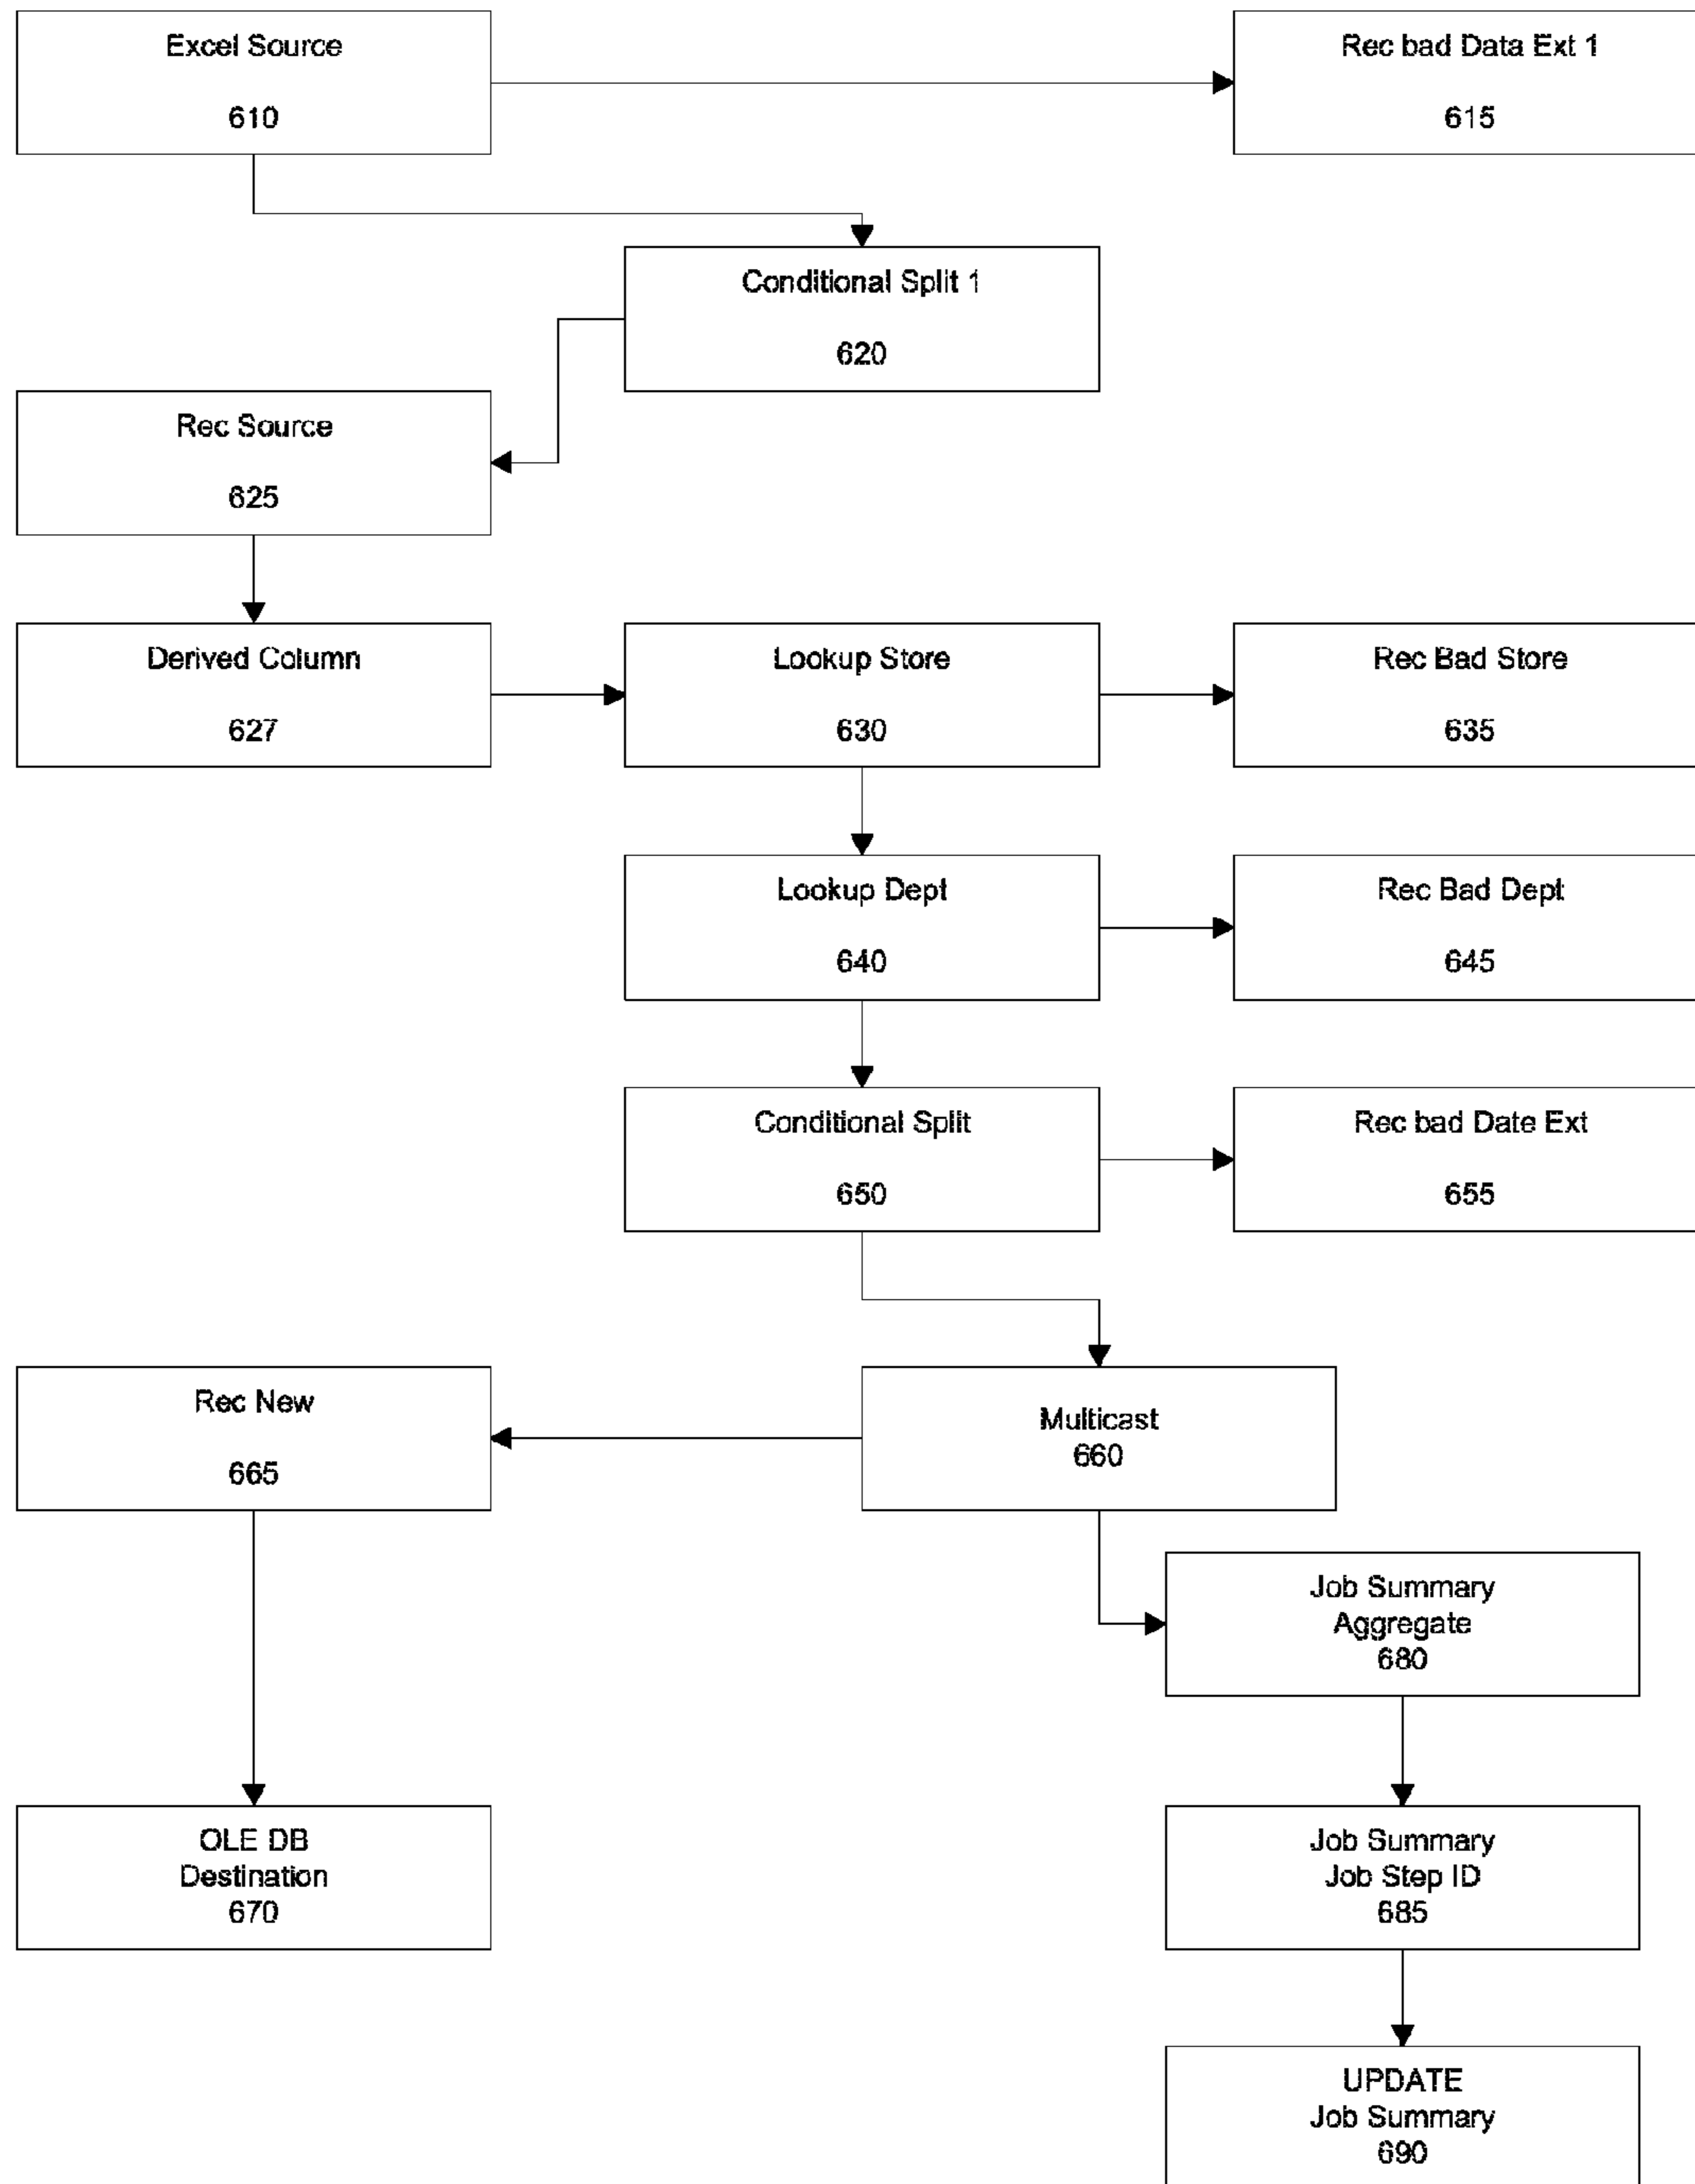 Excel Source
610
Rec bad Data Ext 1
615
Conditional Split 1
620
Rec Source
625
Derived Column
627
Lookup Store
630
Rec Bad Store
635
Lookup Dept
640
Rec Bad Dept
645
Conditional Split
650
Rec bad Date Ext
655
Rec New
665
Multicast
660
Job Summary
Aggregate
680
OLE DB
Destination
670
Job Summary
Job Step ID
685
UPDATE
Job Summary
690